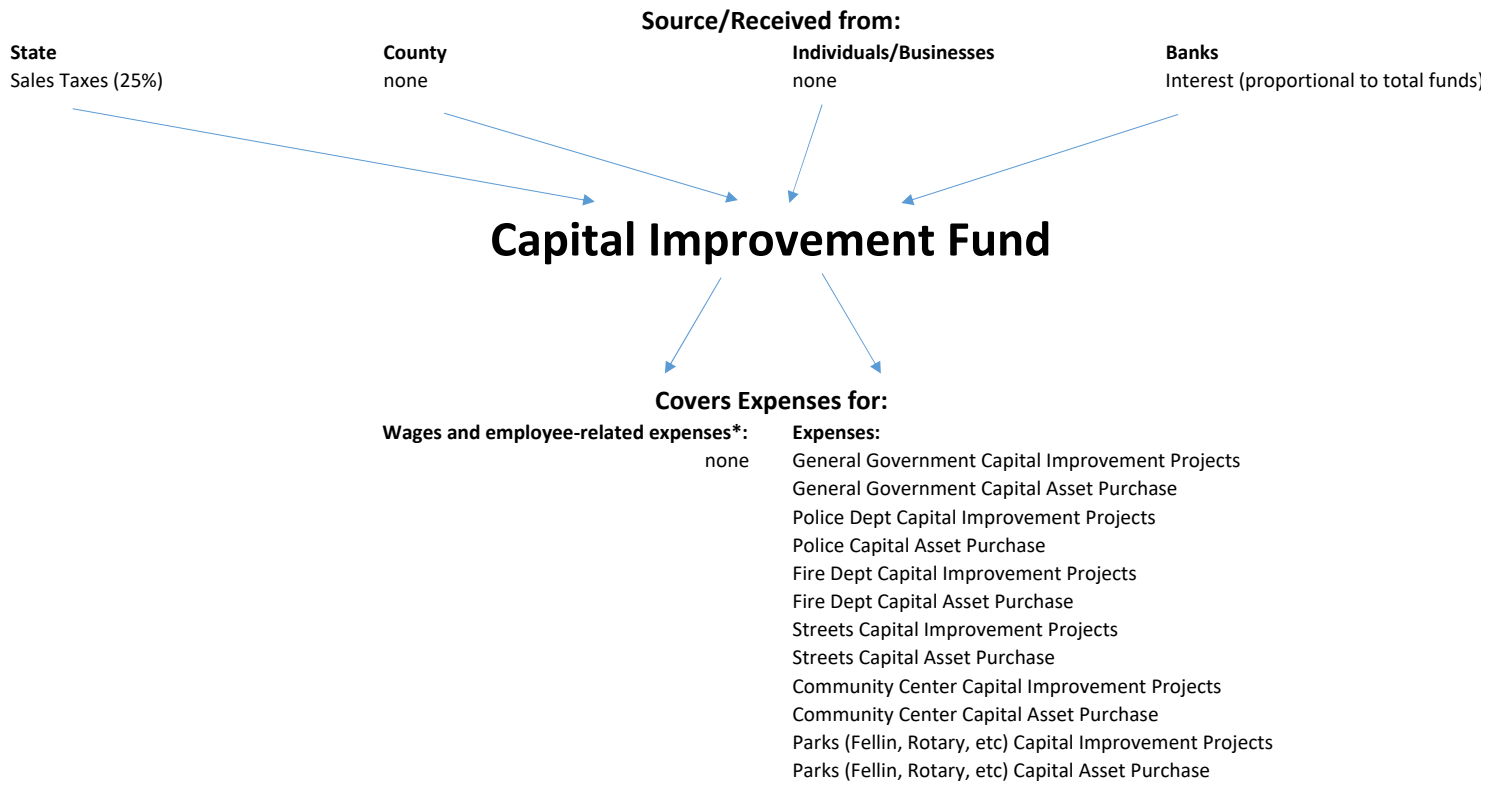 Source/Received from:
State County Individuals/Businesses Banks
Sales Taxes (25%) none none Interest (proportional to total funds)
Capital Improvement Fund
Covers Expenses for:
Wages and employee-related expenses*: Expenses:
none General Government Capital Improvement Projects
General Government Capital Asset Purchase
Police Dept Capital Improvement Projects
Police Capital Asset Purchase
Fire Dept Capital Improvement Projects
Fire Dept Capital Asset Purchase
Streets Capital Improvement Projects
Streets Capital Asset Purchase
Community Center Capital Improvement Projects
Community Center Capital Asset Purchase
Parks (Fellin, Rotary, etc) Capital Improvement Projects
Parks (Fellin, Rotary, etc) Capital Asset Purchase